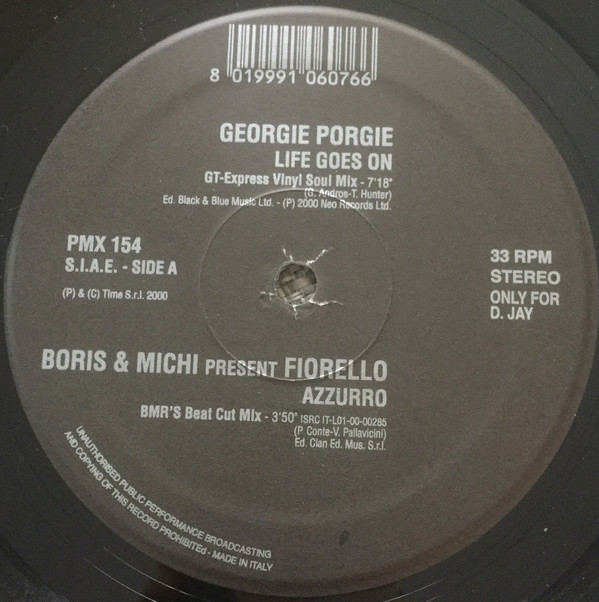 8 019991 060766
GEORGIE PORGIE
LIFE GOES ON
GT-Express Vinyl Soul Mix - 7'18"
(G. Andros-T. Hunter)
Ed. Black & Blue Music Ltd. - (P) 2000 Neo Records Ltd.
PMX 154
S.I.A.E. - SIDE A
(P) & (C) Time S.r.l. 2000
33 RPM
STEREO
ONLY FOR
D. JAY
BORIS & MICHI PRESENT FIORELLO
AZZURRO
BMR'S Beat Cut Mix - 3'50" ISRC IT-L01-00-00285
(P Conte-V. Pallavicini)
Ed. Clan Ed. Mus. S.r.l.
UNAUTHORISED PUBLIC PERFORMANCE BROADCASTING
AND COPYING OF THIS RECORD PROHIBITEd - MADE IN ITALY